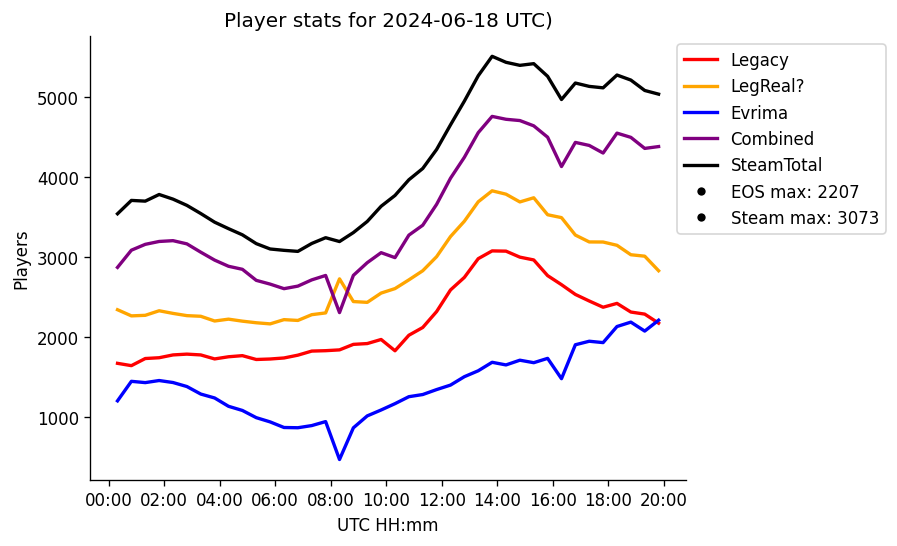 Player stats for 2024-06-18 UTC)
Legacy
LegReal?
Evrima
Combined
SteamTotal
EOS max: 2207
Steam max: 3073
5000
4000
3000
2000
1000
Players
00:00 02:00 04:00 06:00 08:00 10:00 12:00 14:00 16:00 18:00 20:00
UTC HH:mm